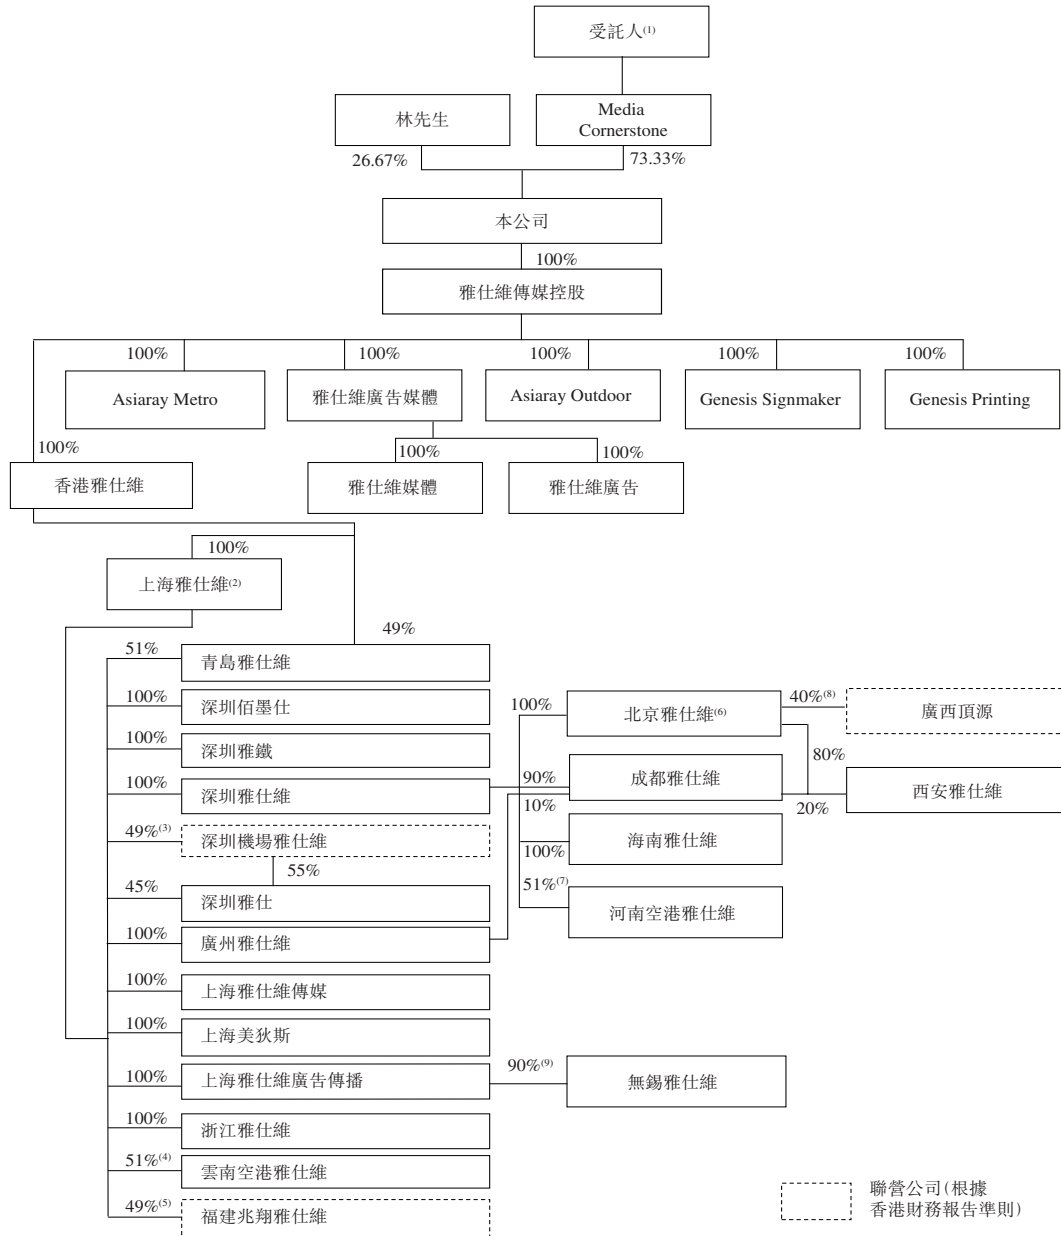 受託人(1)
林先生
Media
Cornerstone
26.67%
73.33%
本公司
100%
雅仕維傳媒控股
100%
100%
100%
100%
100%
Asiaray Metro
雅仕維廣告媒體
Asiaray Outdoor
Genesis Signmaker
Genesis Printing
100%
100%
100%
香港雅仕維
雅仕維媒體
雅仕維廣告
100%
上海雅仕維(2)
49%
51%
青島雅仕維
100%
深圳佰墨仕
100%
北京雅仕維(6)
40%(8)
廣西頂源
100%
深圳雅鐵
80%
100%
深圳雅仕維
90%
成都雅仕維
10%
20%
西安雅仕維
49%(3)
深圳機場雅仕維
100%
海南雅仕維
55%
45%
深圳雅仕
51%(7)
河南空港雅仕維
100%
廣州雅仕維
100%
上海雅仕維傳媒
100%
上海美狄斯
100%
上海雅仕維廣告傳播
90%(9)
無錫雅仕維
100%
浙江雅仕維
51%(4)
雲南空港雅仕維
49%(5)
福建兆翔雅仕維
聯營公司(根據
香港財務報告準則)